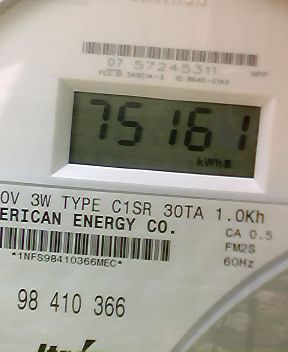 07 57245311
75161
kWh
0V 3W TYPE C1SR 30TA 1.0Kh
ERICAN ENERGY CO.
CA 0.5
FM2S
60Hz
*1NFS98410366MEC*
98 410 366